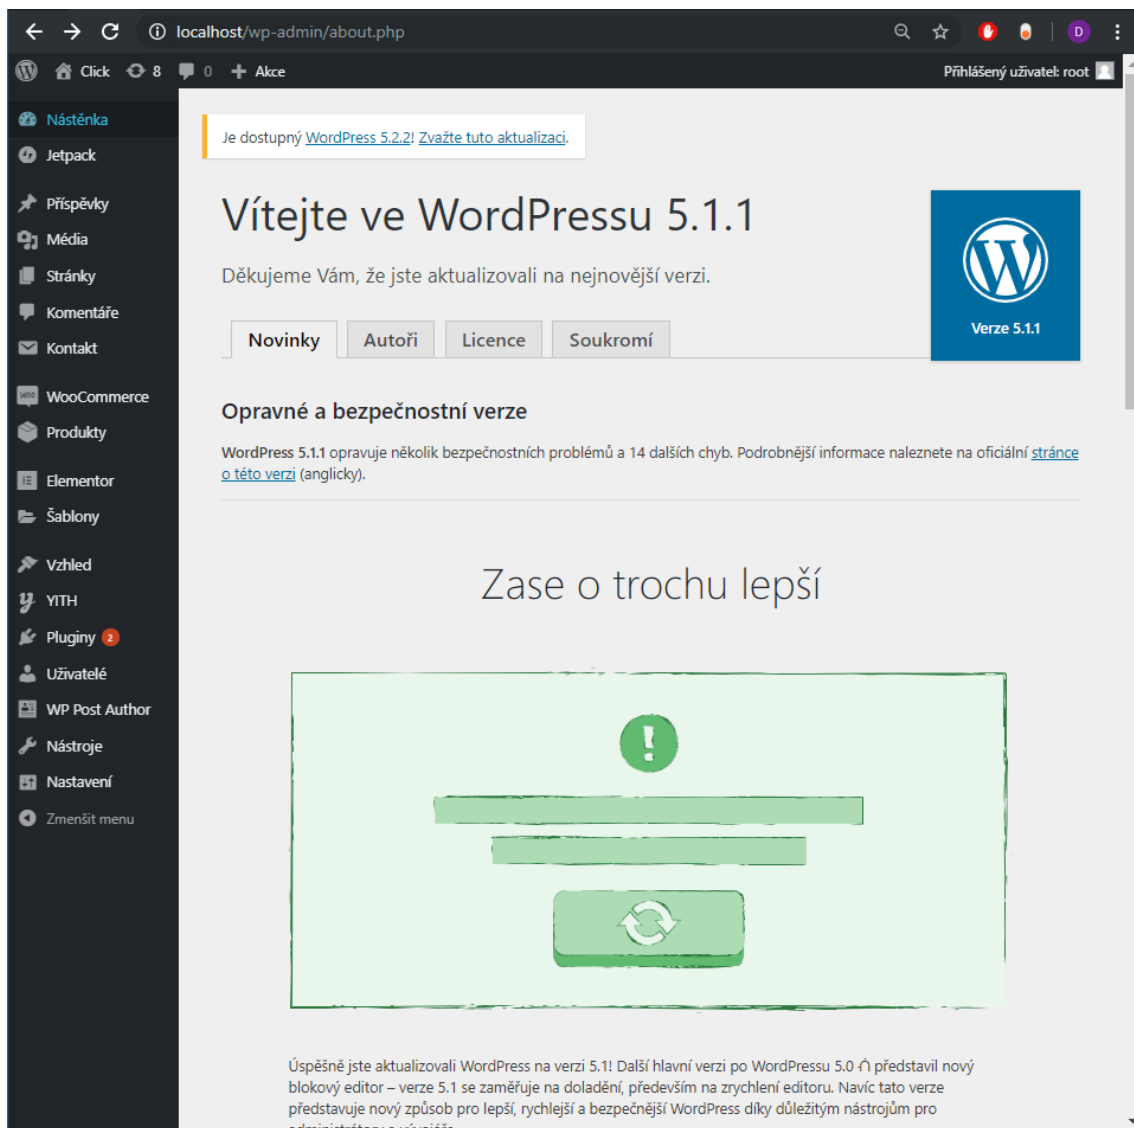 localhost/wp-admin/about.php
D
Click 8 0 + Akce Přihlášený uživatel: root
Nástěnka
Jetpack
Příspěvky
Média
Stránky
Komentáře
Kontakt
WooCommerce
Produkty
Elementor
Šablony
Vzhled
YITH
Pluginy 2
Uživatelé
WP Post Author
Nástroje
Nastavení
Zmenšit menu
Je dostupný WordPress 5.2.2! Zvažte tuto aktualizaci.
Vítejte ve WordPressu 5.1.1
Děkujeme Vám, že jste aktualizovali na nejnovější verzi.
Verze 5.1.1
Novinky Autoři Licence Soukromí
Opravné a bezpečnostní verze
WordPress 5.1.1 opravuje několik bezpečnostních problémů a 14 dalších chyb. Podrobnější informace naleznete na oficiální stránce
o této verzi (anglicky).
Zase o trochu lepší
!
Úspěšně jste aktualizovali WordPress na verzi 5.1! Další hlavní verzi po WordPressu 5.0 představil nový
blokový editor – verze 5.1 se zaměřuje na doladění, především na zrychlení editoru. Navíc tato verze
představuje nový způsob pro lepší, rychlejší a bezpečnější WordPress díky důležitým nástrojům pro